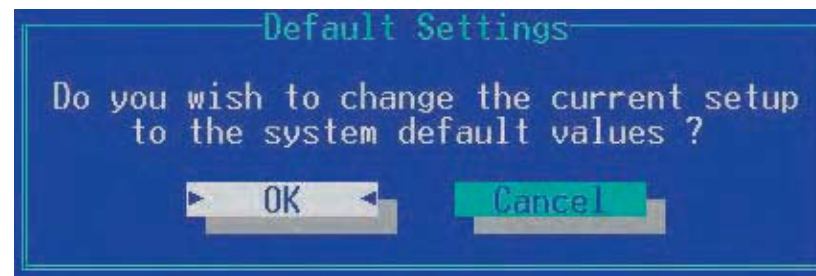 Default Settings
Do you wish to change the current setup
to the system default values ?
OK Cancel